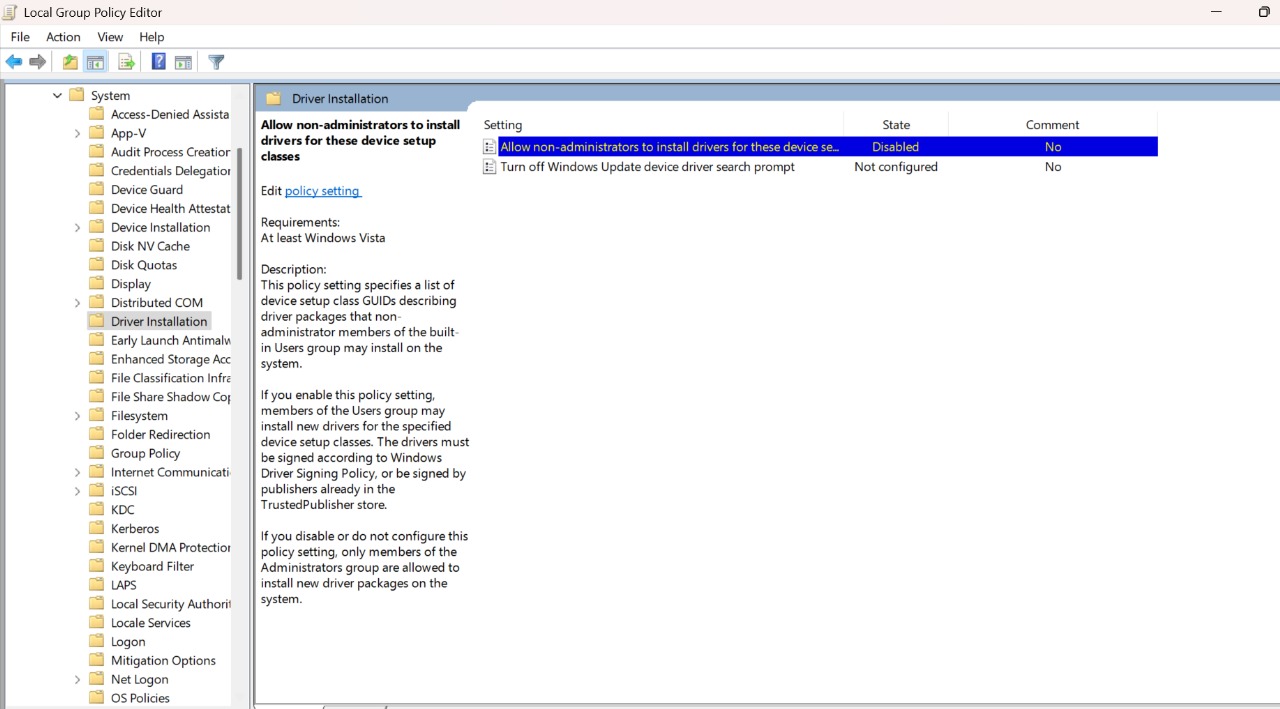 Local Group Policy Editor
File Action View Help
System
Access-Denied Assista
App-V
Audit Process Creation
Credentials Delegation
Device Guard
Device Health Attestat
Device Installation
Disk NV Cache
Disk Quotas
Display
Distributed COM
Driver Installation
Early Launch Antimalw
Enhanced Storage Acc
File Classification Infra
File Share Shadow Cop
Filesystem
Folder Redirection
Group Policy
Internet Communicati
iSCSI
KDC
Kerberos
Kernel DMA Protection
Keyboard Filter
LAPS
Local Security Authorit
Locale Services
Logon
Mitigation Options
Net Logon
OS Policies
Driver Installation
Allow non-administrators to install
drivers for these device setup
classes
Edit policy setting
Requirements:
At least Windows Vista
Description:
This policy setting specifies a list of
device setup class GUIDs describing
driver packages that non-
administrator members of the built-
in Users group may install on the
system.
If you enable this policy setting,
members of the Users group may
install new drivers for the specified
device setup classes. The drivers must
be signed according to Windows
Driver Signing Policy, or be signed by
publishers already in the
TrustedPublisher store.
If you disable or do not configure this
policy setting, only members of the
Administrators group are allowed to
install new driver packages on the
system.
Setting State Comment
Allow non-administrators to install drivers for these device se... Disabled No
Turn off Windows Update device driver search prompt Not configured No